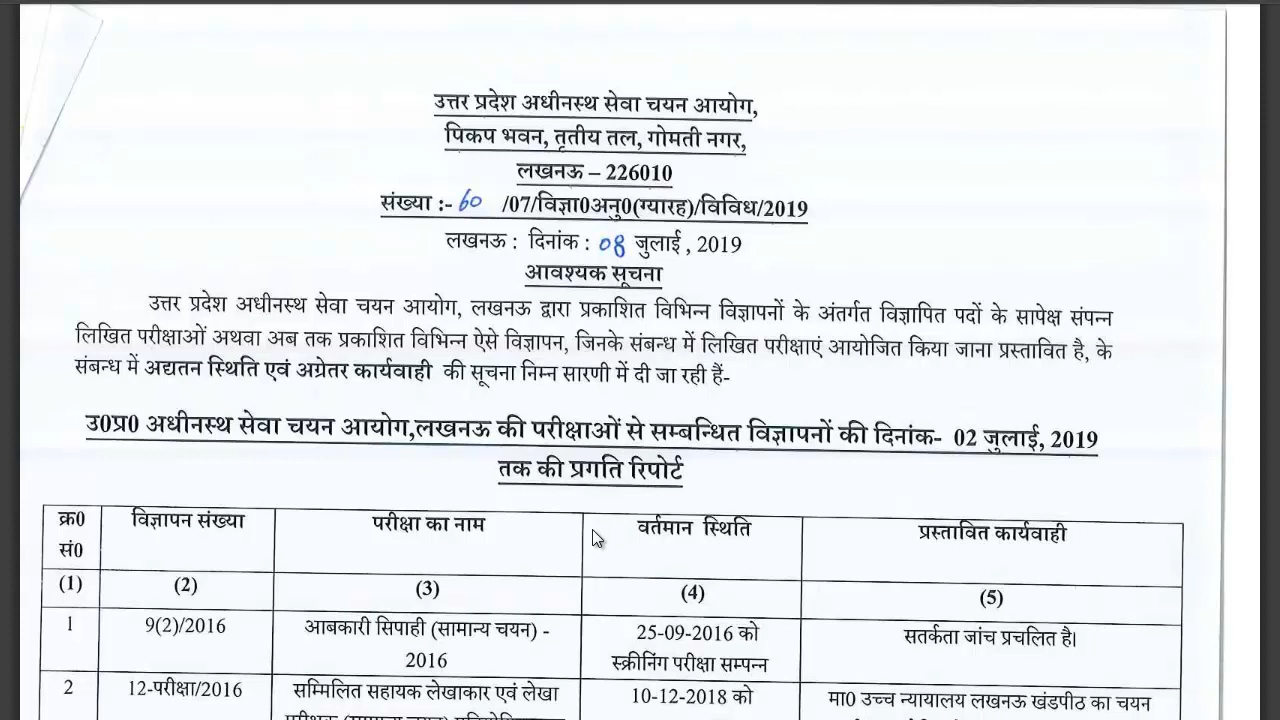 उत्तर प्रदेश अधीनस्थ सेवा चयन आयोग,
पिकप भवन, तृतीय तल, गोमती नगर,
लखनऊ – 226010
संख्या :- 60 /07/विज्ञा0अनु0(ग्यारह)/विविध/2019
लखनऊ : दिनांक : 08 जुलाई , 2019
आवश्यक सूचना
उत्तर प्रदेश अधीनस्थ सेवा चयन आयोग, लखनऊ द्वारा प्रकाशित विभिन्न विज्ञापनों के अंतर्गत विज्ञापित पदों के सापेक्ष संपन्न
लिखित परीक्षाओं अथवा अब तक प्रकाशित विभिन्न ऐसे विज्ञापन, जिनके संबन्ध में लिखित परीक्षाएं आयोजित किया जाना प्रस्तावित है, के
संबन्ध में अद्यतन स्थिति एवं अग्रेतर कार्यवाही की सूचना निम्न सारणी में दी जा रही हैं-
उ0प्र0 अधीनस्थ सेवा चयन आयोग,लखनऊ की परीक्षाओं से सम्बन्धित विज्ञापनों की दिनांक- 02 जुलाई, 2019
तक की प्रगति रिपोर्ट
क्र0 सं0 विज्ञापन संख्या परीक्षा का नाम वर्तमान स्थिति प्रस्तावित कार्यवाही
(1) (2) (3) (4) (5)
1 9(2)/2016 आबकारी सिपाही (सामान्य चयन) - 25-09-2016 को सतर्कता जांच प्रचलित है।
2016 स्क्रीनिंग परीक्षा सम्पन्न
2 12-परीक्षा/2016 सम्मिलित सहायक लेखाकार एवं लेखा 10-12-2018 को मा0 उच्च न्यायालय लखनऊ खंडपीठ का चयन